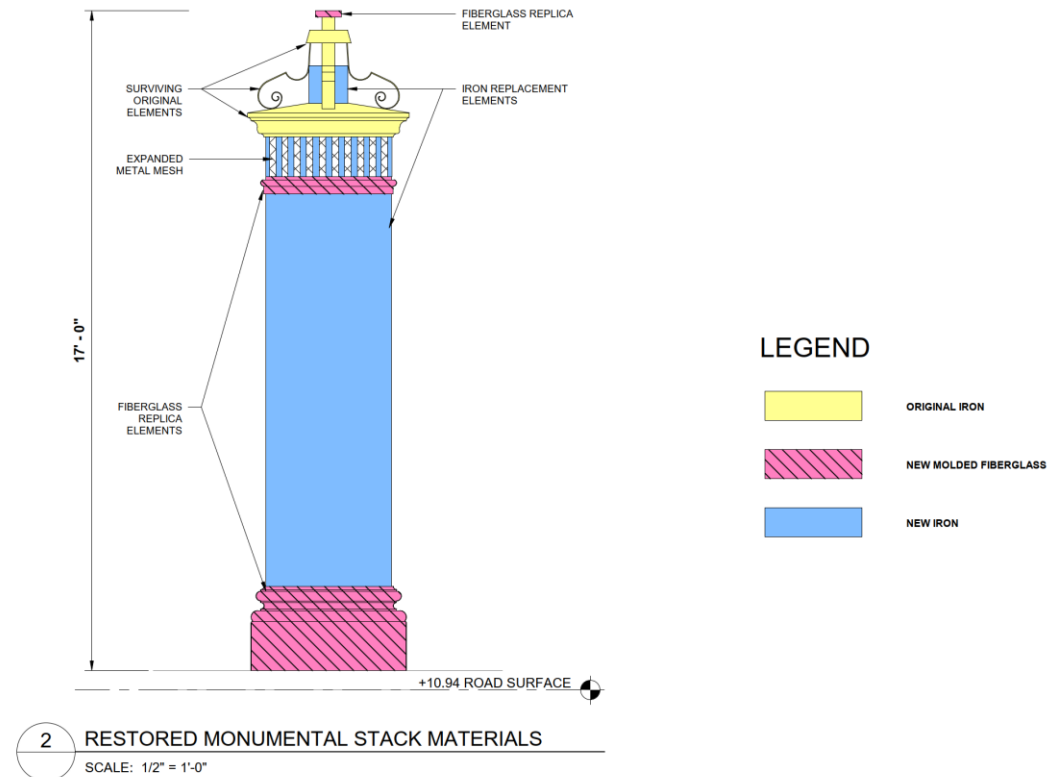 FIBERGLASS REPLICA
ELEMENT
SURVIVING
ORIGINAL
ELEMENTS
IRON REPLACEMENT
ELEMENTS
EXPANDED
METAL MESH
17' - 0"
FIBERGLASS
REPLICA
ELEMENTS
LEGEND
ORIGINAL IRON
NEW MOLDED FIBERGLASS
NEW IRON
+10.94 ROAD SURFACE
2
RESTORED MONUMENTAL STACK MATERIALS
SCALE: 1/2" = 1'-0"